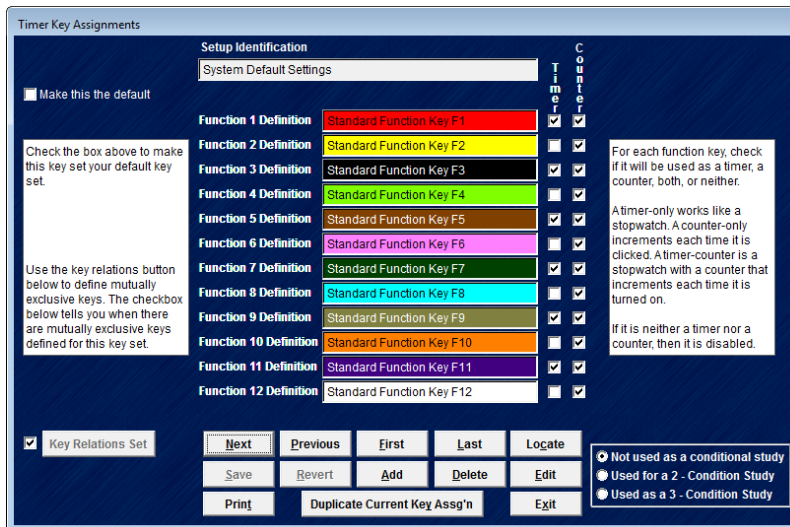 Timer Key Assignments
Setup Identification
System Default Settings
Timer
Counter
Make this the default
Check the box above to make
this key set your default key
set.
Use the key relations button
below to define mutually
exclusive keys. The checkbox
below tells you when there
are mutually exclusive keys
defined for this key set.
Function 1 Definition Standard Function Key F1
Function 2 Definition Standard Function Key F2
Function 3 Definition Standard Function Key F3
Function 4 Definition Standard Function Key F4
Function 5 Definition Standard Function Key F5
Function 6 Definition Standard Function Key F6
Function 7 Definition Standard Function Key F7
Function 8 Definition Standard Function Key F8
Function 9 Definition Standard Function Key F9
Function 10 Definition Standard Function Key F10
Function 11 Definition Standard Function Key F11
Function 12 Definition Standard Function Key F12
For each function key, check
if it will be used as a timer, a
counter, both, or neither.
A timer-only works like a
stopwatch. A counter-only
increments each time it is
clicked. A timer-counter is a
stopwatch with a counter that
increments each time it is
turned on.
If it is neither a timer nor a
counter, then it is disabled.
Key Relations Set
Next Previous First Last Locate
Save Revert Add Delete Edit
Print Duplicate Current Key Assg'n Exit
Not used as a conditional study
Used for a 2 - Condition Study
Used as a 3 - Condition Study